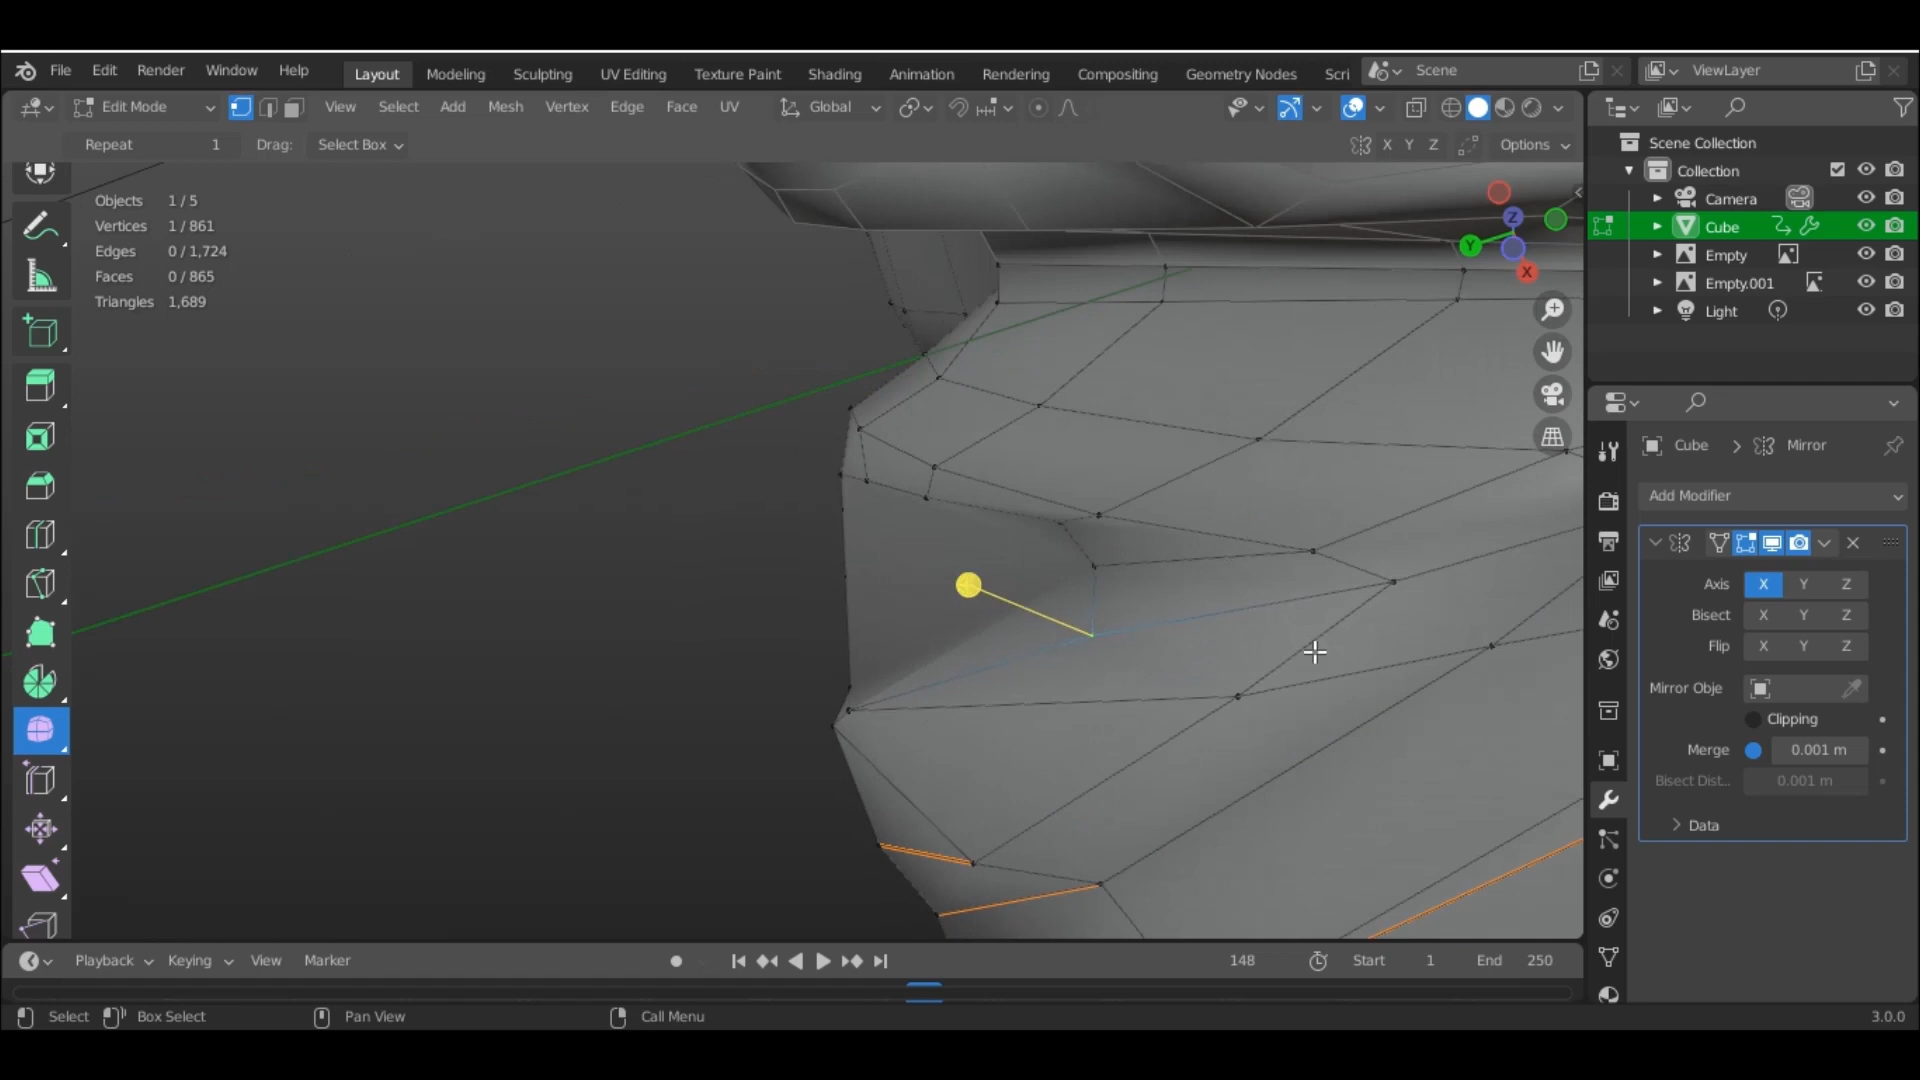 File Edit Render Window Help Layout Modeling Sculpting UV Editing Texture Paint Shading Animation Rendering Compositing Geometry Nodes Scri Scene ViewLayer
Edit Mode View Select Add Mesh Vertex Edge Face UV Global
Repeat 1 Drag: Select Box X Y Z Options
Objects 1 / 5
Vertices 1 / 861
Edges 0 / 1,724
Faces 0 / 865
Triangles 1,689
Z
Y
X
Scene Collection
Collection
Camera
Cube
Empty
Empty.001
Light
Cube > Mirror
Add Modifier
Axis X Y Z
Bisect X Y Z
Flip X Y Z
Mirror Obje
Clipping
Merge 0.001 m
Bisect Dist.. 0.001 m
Data
Playback Keying View Marker 148 Start 1 End 250
Select Box Select Pan View Call Menu 3.0.0